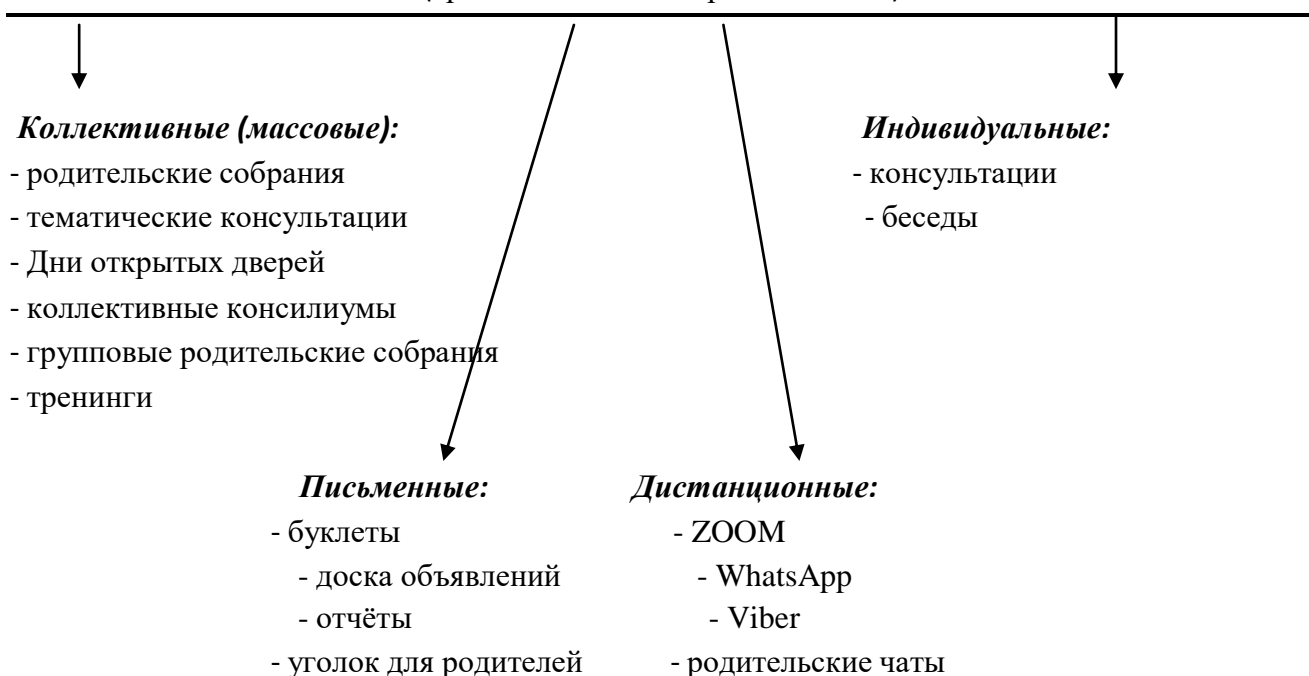 Коллективные (массовые):
- родительские собрания
- тематические консультации
- Дни открытых дверей
- коллективные консилиумы
- групповые родительские собрания
- тренинги
Индивидуальные:
- консультации
- беседы
Письменные:
- буклеты
- доска объявлений
- отчёты
- уголок для родителей
Дистанционные:
- ZOOM
- WhatsApp
- Viber
- родительские чаты